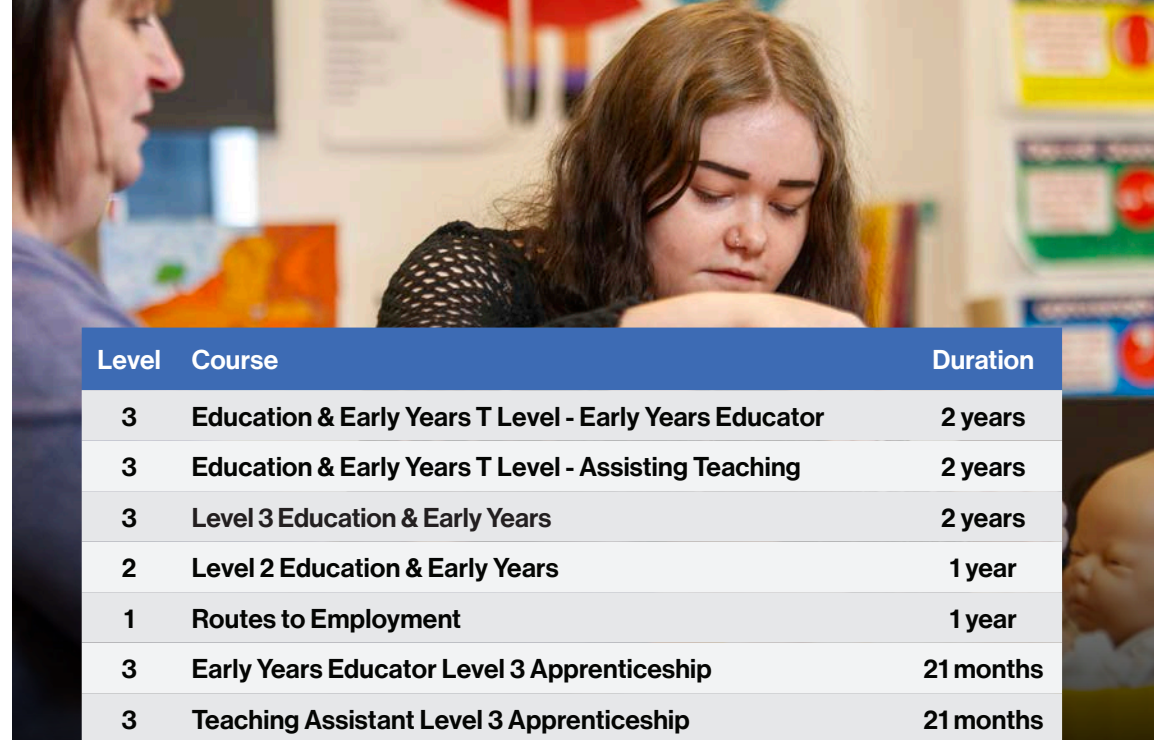 Level Course Duration
3 Education & Early Years T Level - Early Years Educator 2 years
3 Education & Early Years T Level - Assisting Teaching 2 years
3 Level 3 Education & Early Years 2 years
2 Level 2 Education & Early Years 1 year
1 Routes to Employment 1 year
3 Early Years Educator Level 3 Apprenticeship 21 months
3 Teaching Assistant Level 3 Apprenticeship 21 months